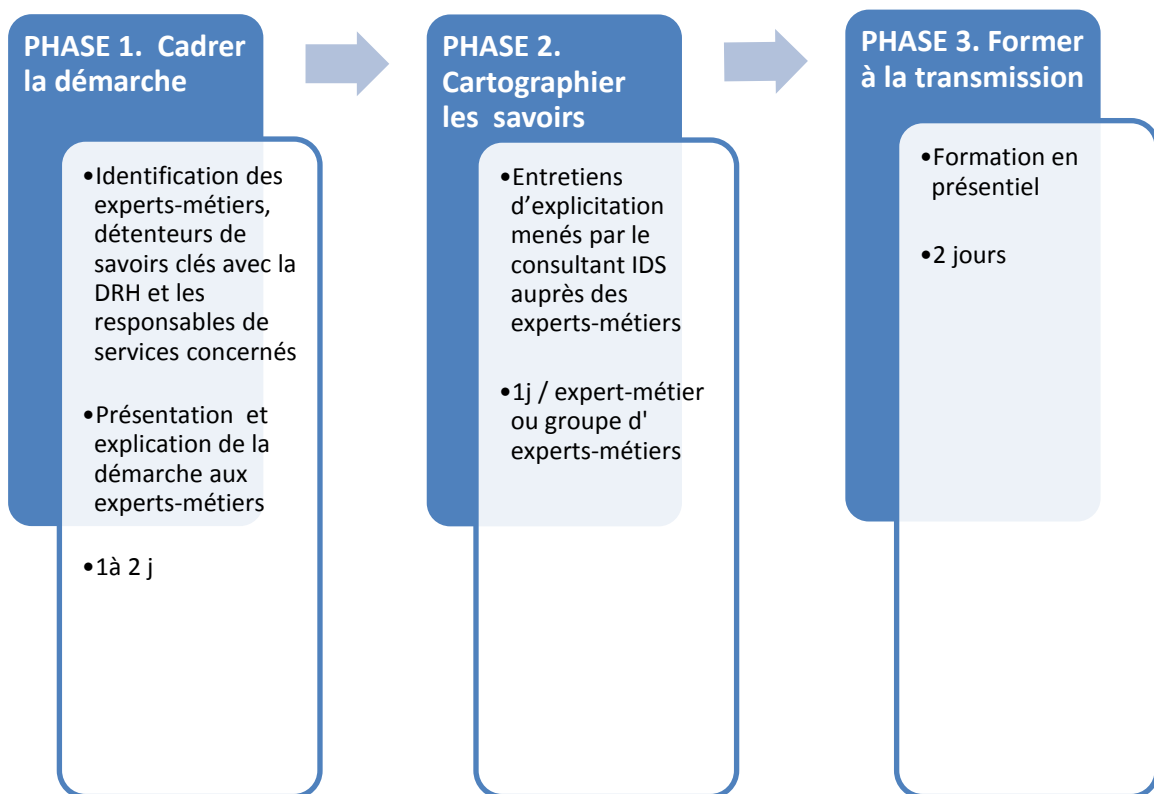 PHASE 1.  Cadrer
la démarche
•Identification des
experts-métiers,
détenteurs de
savoirs clés avec la
DRH et les
responsables de
services concernés
•Présentation  et
explication de la
démarche aux
experts-métiers
•1à 2 j
PHASE 2.
Cartographier
les  savoirs
•Entretiens
d’explicitation
menés par le
consultant IDS
auprès des
experts-métiers
•1j / expert-métier
ou groupe d'
experts-métiers
PHASE 3. Former
à la transmission
•Formation en
présentiel
•2 jours